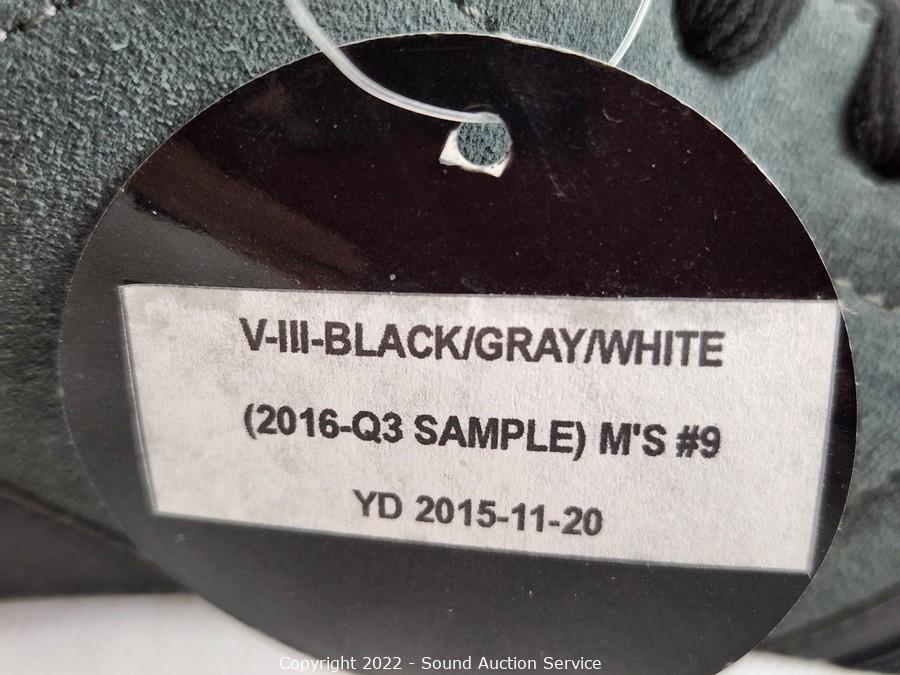 V-III-BLACK/GRAY/WHITE
(2016-Q3 SAMPLE) M'S #9
YD 2015-11-20
Copyright 2022 - Sound Auction Service